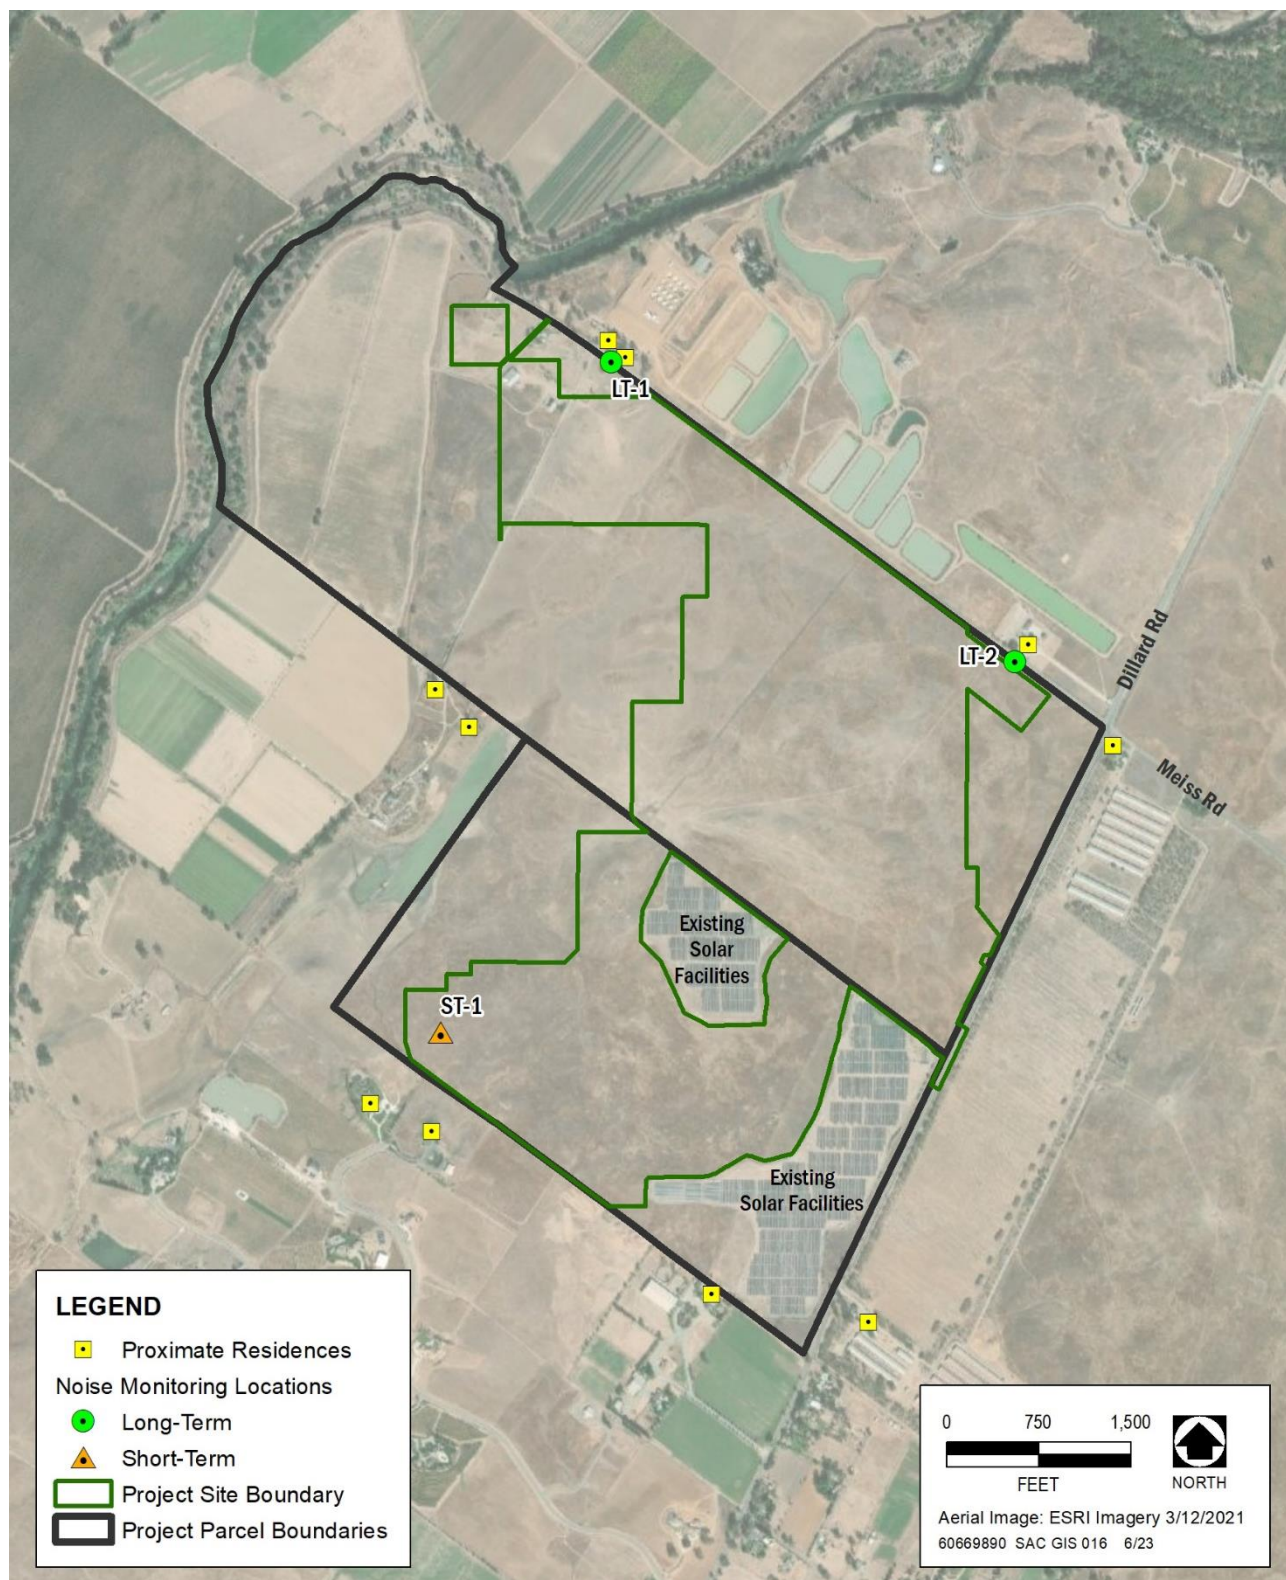 LT-1
LT-2
Dillard Rd
Meiss Rd
Existing
Solar
Facilities
ST-1
Existing
Solar Facilities
LEGEND
Proximate Residences
Noise Monitoring Locations
Long-Term
Short-Term
Project Site Boundary
Project Parcel Boundaries
0 750 1,500
FEET
NORTH
Aerial Image: ESRI Imagery 3/12/2021
60669890 SAC GIS 016 6/23